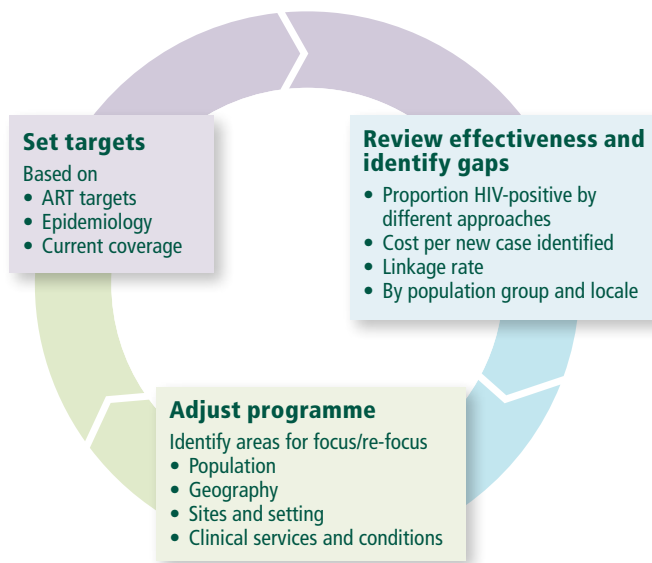 Set targets
Based on
• ART targets
• Epidemiology
• Current coverage
Review effectiveness and
identify gaps
• Proportion HIV-positive by
different approaches
• Cost per new case identified
• Linkage rate
• By population group and locale
Adjust programme
Identify areas for focus/re-focus
• Population
• Geography
• Sites and setting
• Clinical services and conditions